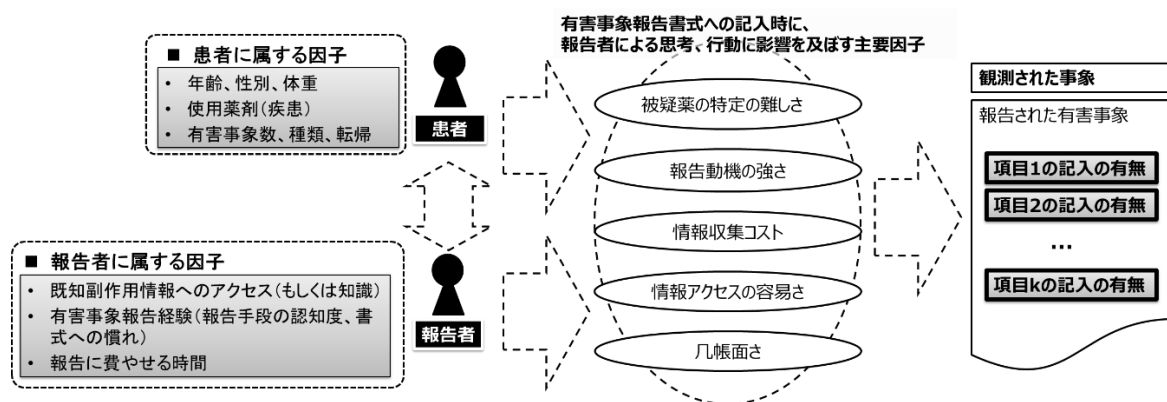 ■ 患者に属する因子
• 年齢、性別、体重
• 使用薬剤(疾患)
• 有害事象数、種類、転帰
患者
■ 報告者に属する因子
• 既知副作用情報へのアクセス(もしくは知識)
• 有害事象報告経験(報告手段の認知度、書
式への慣れ)
• 報告に費やせる時間
報告者
有害事象報告書式への記入時に、
報告者による思考、行動に影響を及ぼす主要因子
被疑薬の特定の難しさ
報告動機の強さ
情報収集コスト
情報アクセスの容易さ
几帳面さ
観測された事象
報告された有害事象
項目1の記入の有無
項目2の記入の有無
…
項目kの記入の有無